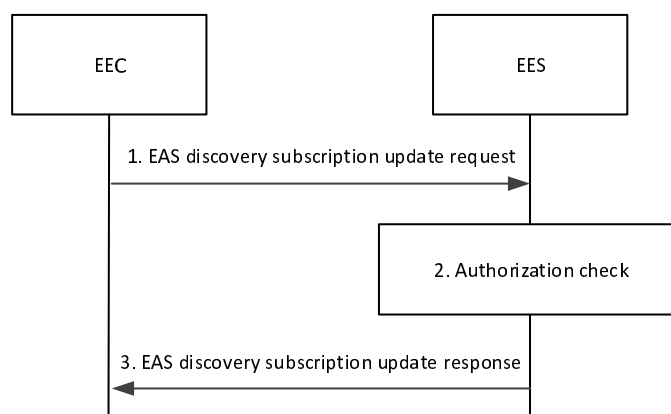 EEC
EES
1. EAS discovery subscription update request
2. Authorization check
3. EAS discovery subscription update response